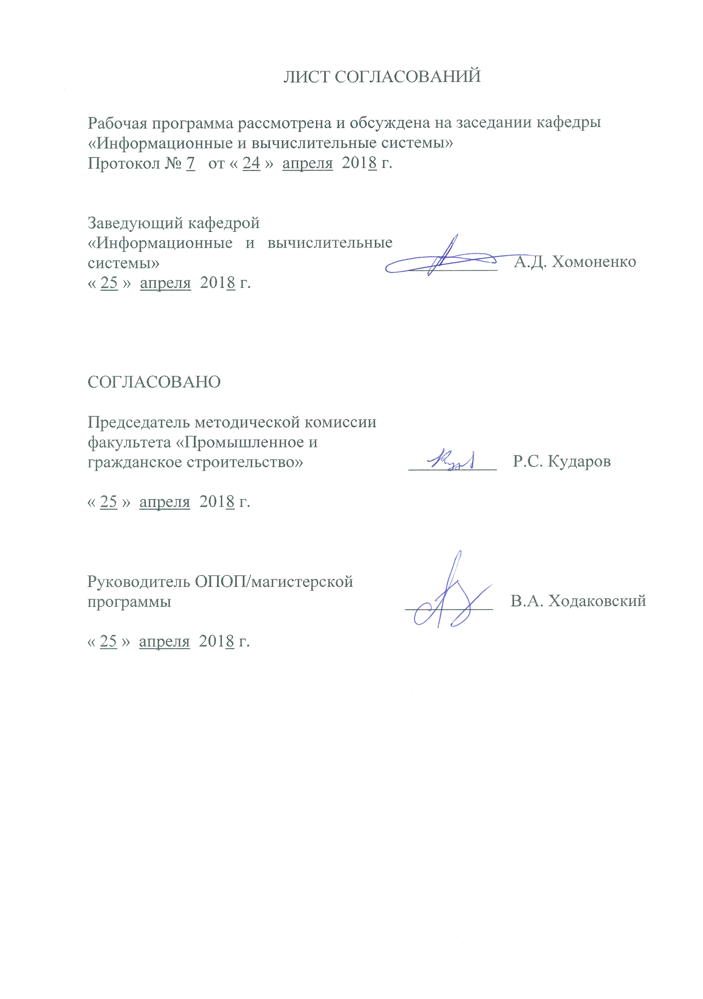 ЛИСТ СОГЛАСОВАНИЙ
Рабочая программа рассмотрена и обсуждена на заседании кафедры
«Информационные и вычислительные системы»
Протокол № 7 от « 24 » апреля 2018 г.
Заведующий кафедрой
«Информационные и вычислительные
системы» А.Д. Хомоненко
« 25 » апреля 2018 г.
СОГЛАСОВАНО
Председатель методической комиссии
факультета «Промышленное и
гражданское строительство» Р.С. Кударов
« 25 » апреля 2018 г.
Руководитель ОПОП/магистерской
программы В.А. Ходаковский
« 25 » апреля 2018 г.